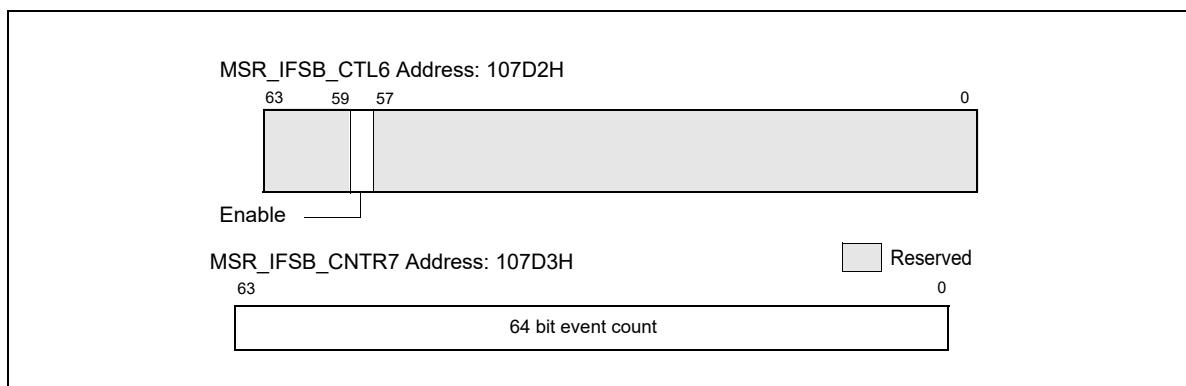 MSR_IFSB_CTL6 Address: 107D2H
63 59 57 0
Enable
MSR_IFSB_CNTR7 Address: 107D3H
Reserved
63 0
64 bit event count